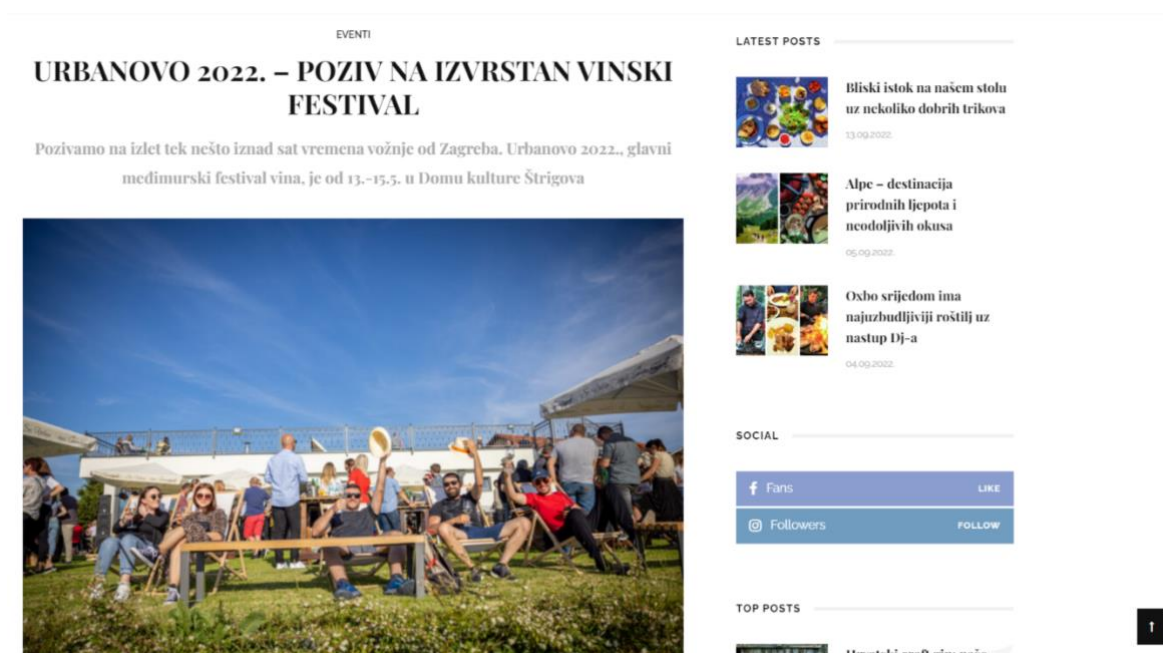 EVENTI
URBANOVO 2022. – POZIV NA IZVRSTAN VINSKI
FESTIVAL
Pozivamo na izlet tek nešto iznad sat vremena vožnje od Zagreba. Urbanovo 2022., glavni
međimurski festival vina, je od 13.-15.5. u Domu kulture Štrigova
LATEST POSTS
Bliski istok na našem stolu
uz nekoliko dobrih trikova
13.09.2022.
Alpe – destinacija
prirodnih ljepota i
neodoljivih okusa
05.09.2022.
Oxbo srijedom ima
najuzbudljiviji roštilj uz
nastup Dj-a
04.09.2022.
SOCIAL
Fans LIKE
Followers FOLLOW
TOP POSTS